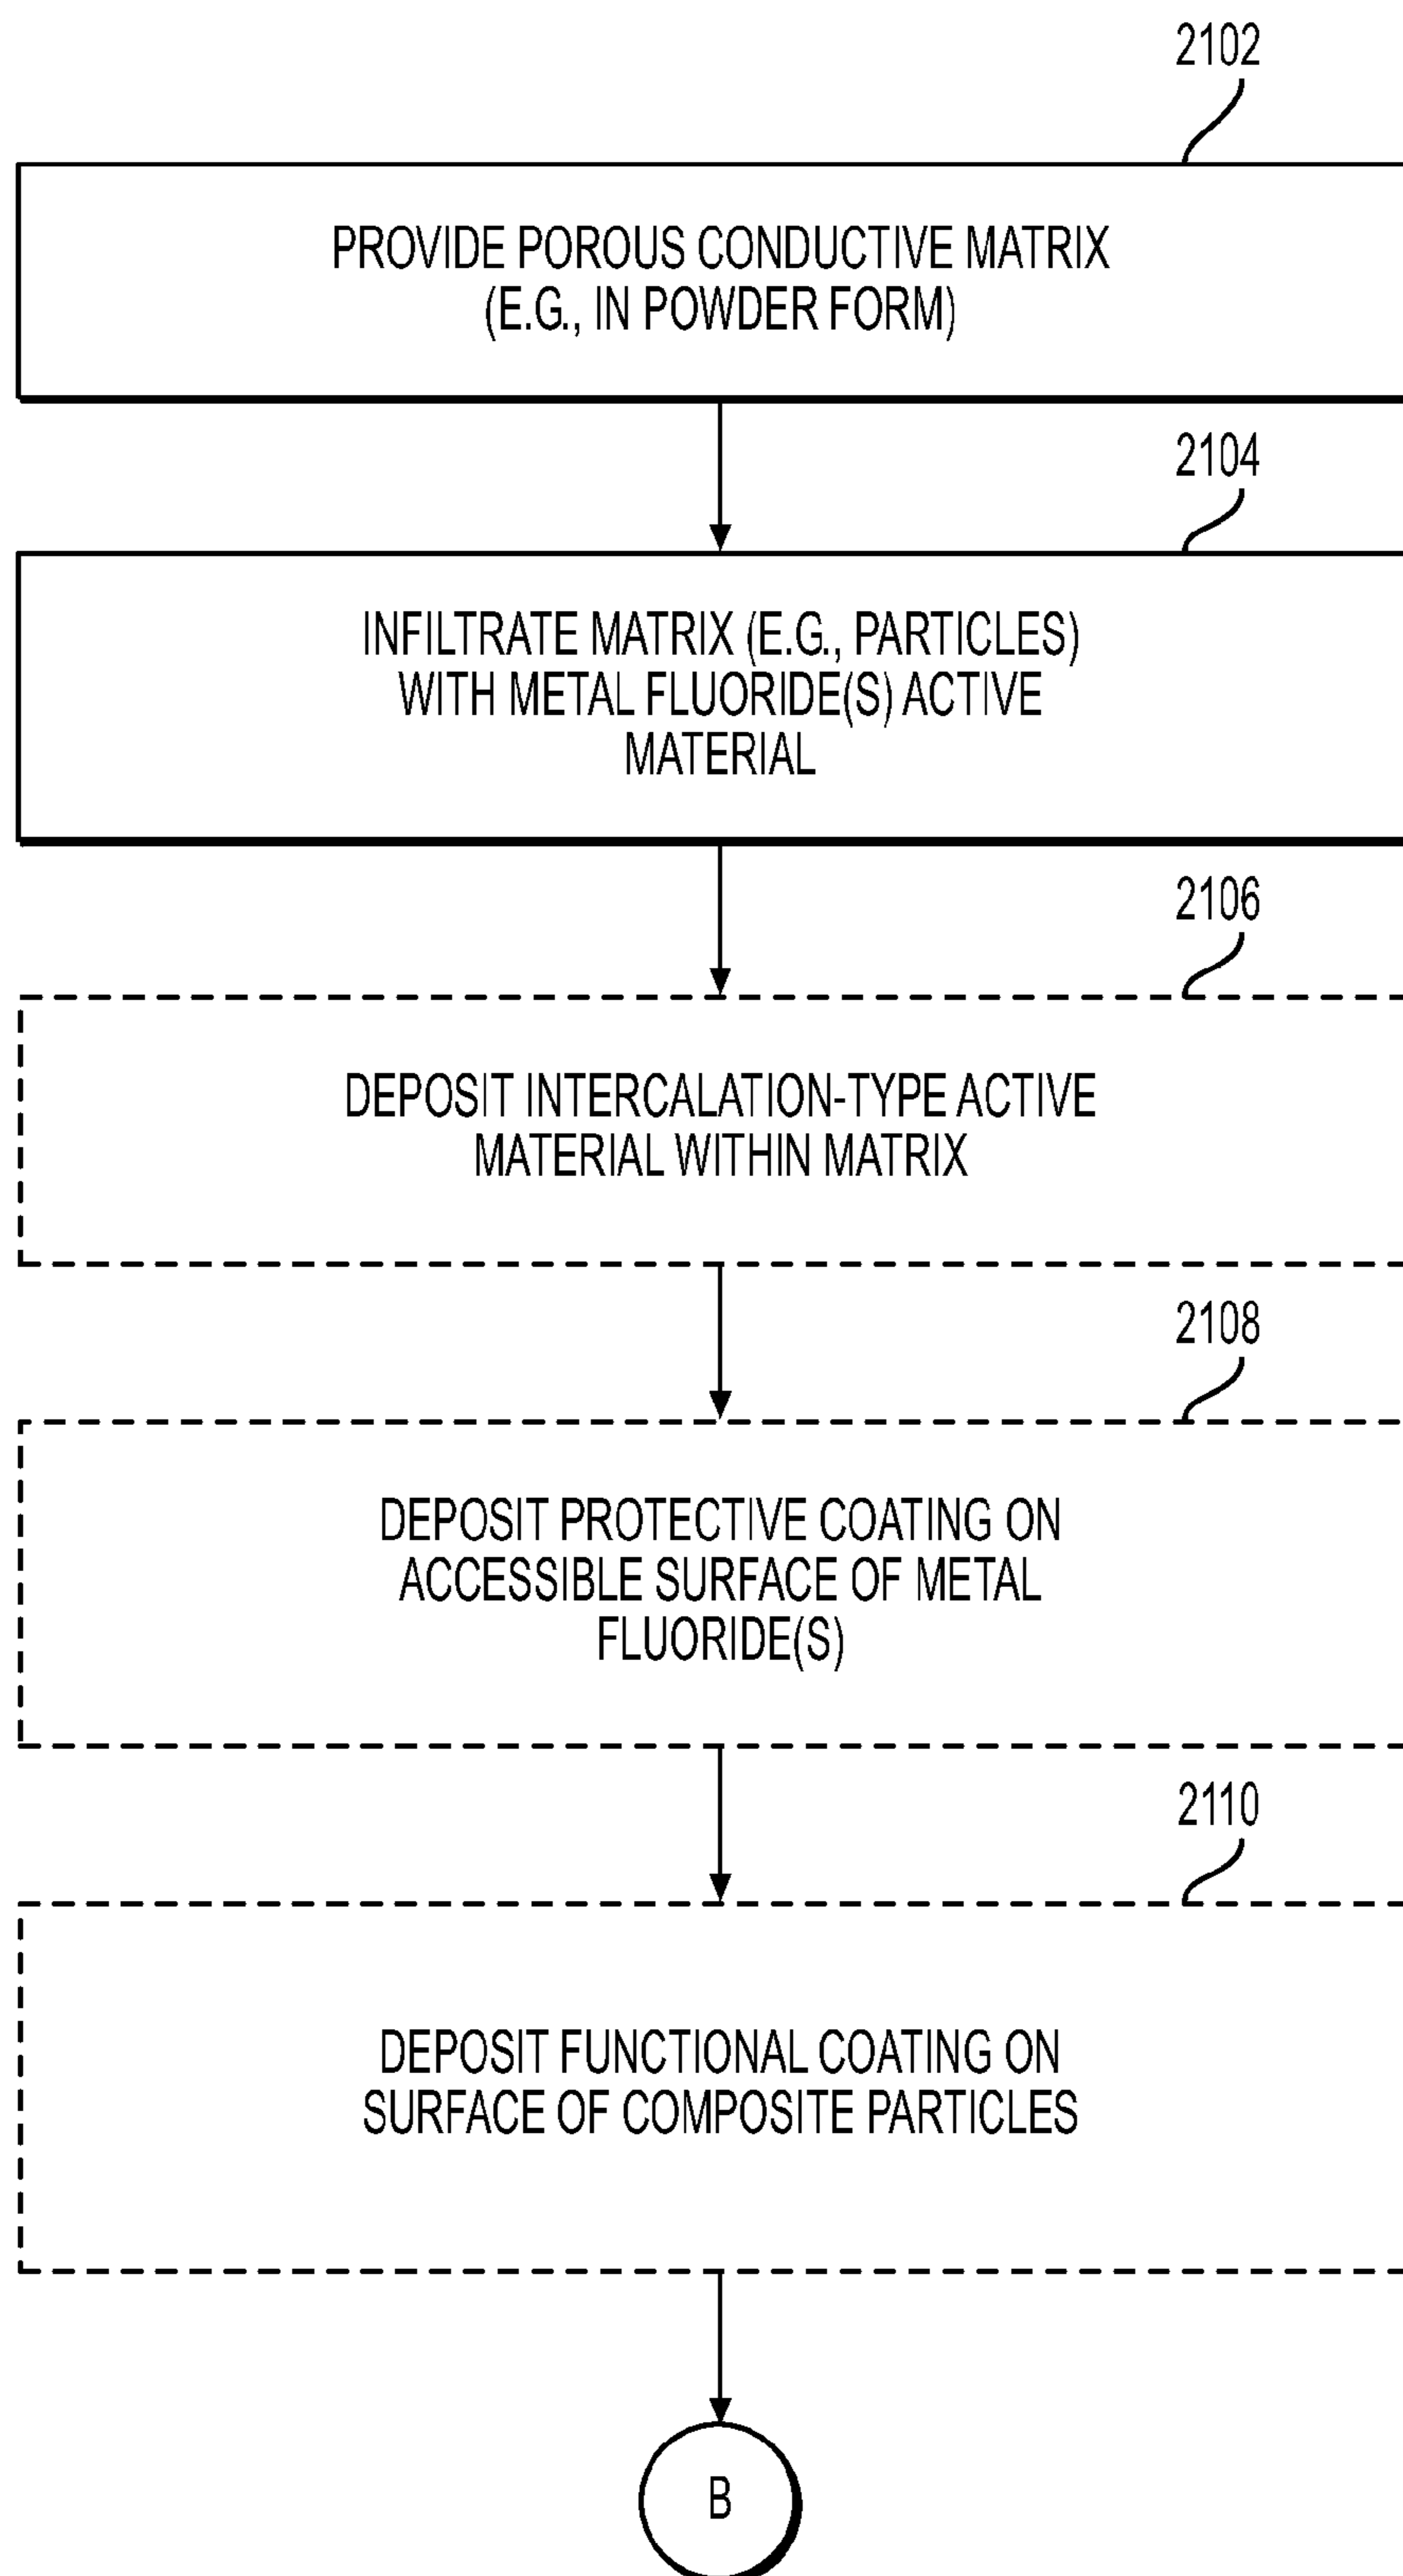 2102
PROVIDE POROUS CONDUCTIVE MATRIX
(E.G., IN POWDER FORM)
2104
INFILTRATE MATRIX (E.G., PARTICLES)
WITH METAL FLUORIDE(S) ACTIVE
MATERIAL
2106
DEPOSIT INTERCALATION-TYPE ACTIVE
MATERIAL WITHIN MATRIX
2108
DEPOSIT PROTECTIVE COATING ON
ACCESSIBLE SURFACE OF METAL
FLUORIDE(S)
2110
DEPOSIT FUNCTIONAL COATING ON
SURFACE OF COMPOSITE PARTICLES
B